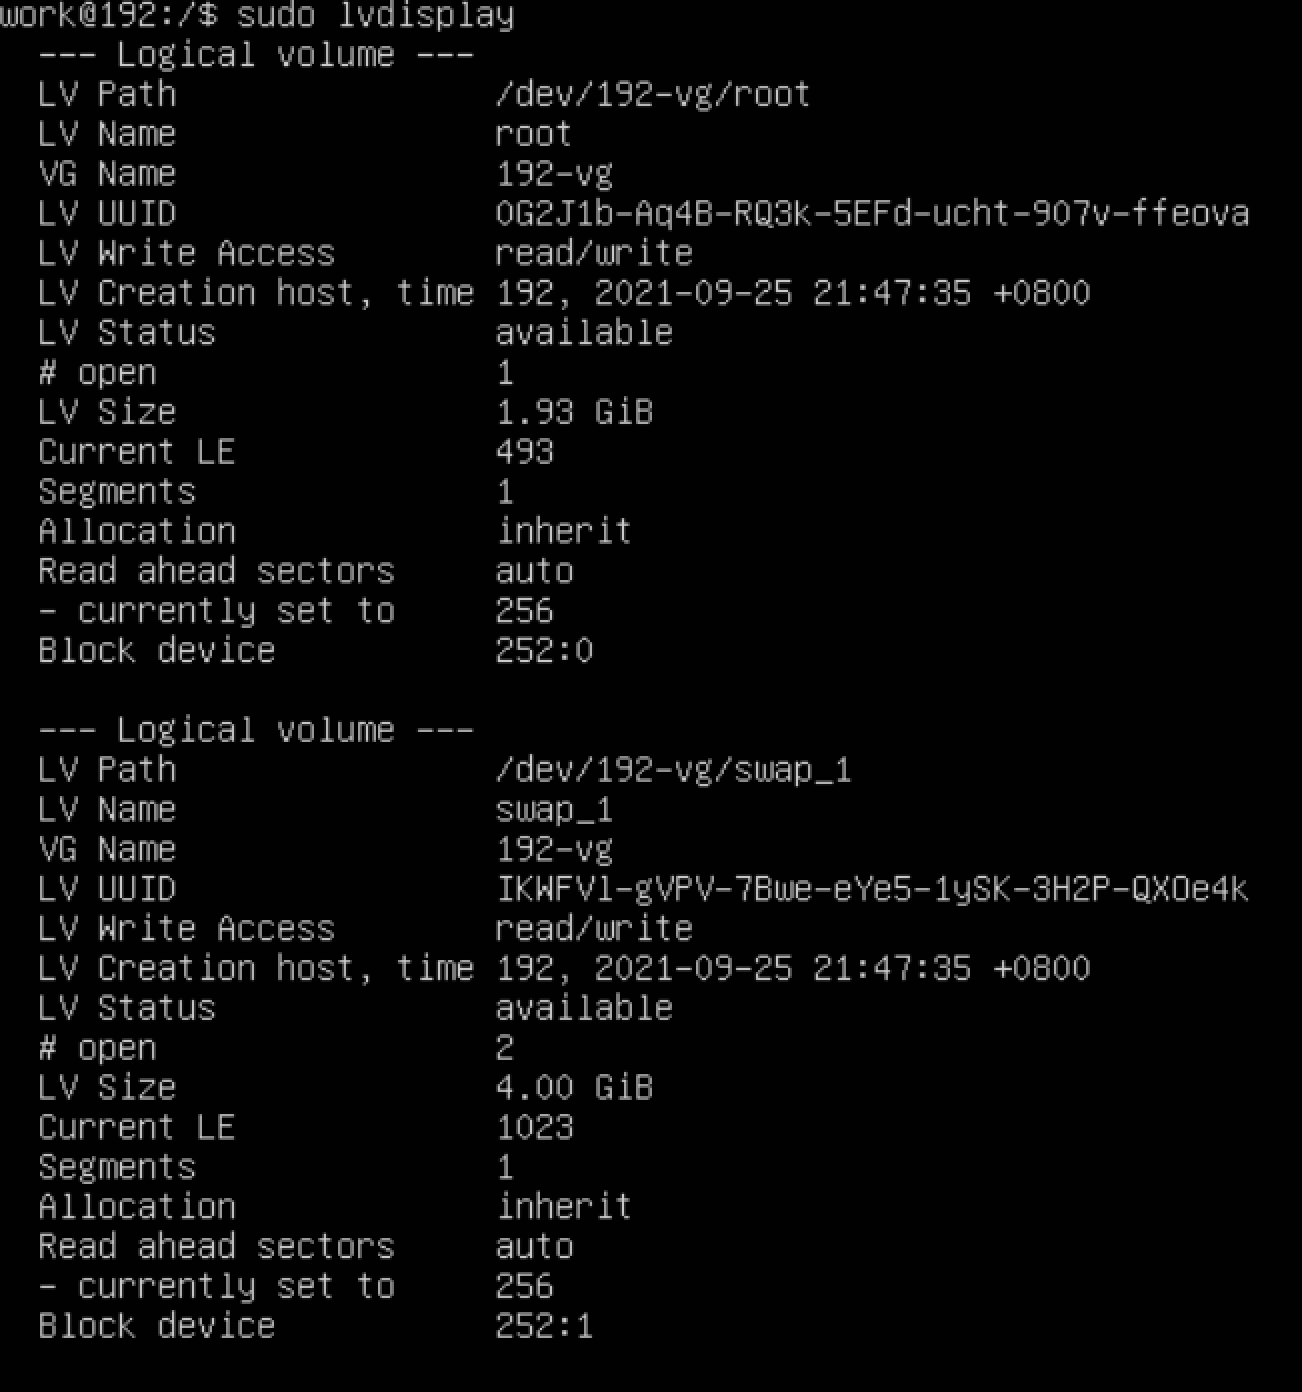 work@192:/$ sudo lvdisplay
--- Logical volume ---
LV Path                /dev/192-vg/root
LV Name                root
VG Name                192-vg
LV UUID                0G2J1b-Aq4B-RQ3k-5EFd-ucht-907v-ffeova
LV Write Access        read/write
LV Creation host, time 192, 2021-09-25 21:47:35 +0800
LV Status              available
# open                 1
LV Size                1.93 GiB
Current LE             493
Segments               1
Allocation             inherit
Read ahead sectors     auto
- currently set to     256
Block device           252:0
--- Logical volume ---
LV Path                /dev/192-vg/swap_1
LV Name                swap_1
VG Name                192-vg
LV UUID                IKWFVl-gVPV-7Bwe-eYe5-1ySK-3H2P-QXOe4k
LV Write Access        read/write
LV Creation host, time 192, 2021-09-25 21:47:35 +0800
LV Status              available
# open                 2
LV Size                4.00 GiB
Current LE             1023
Segments               1
Allocation             inherit
Read ahead sectors     auto
- currently set to     256
Block device           252:1